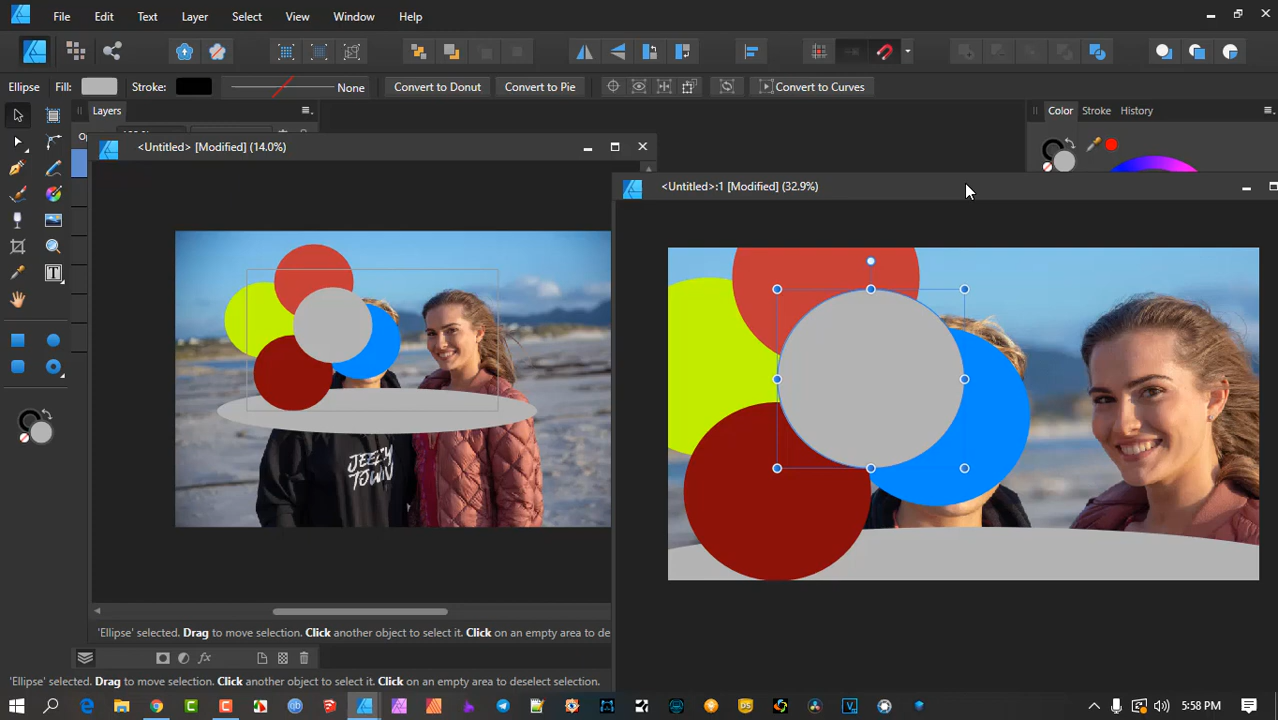 File Edit Text Layer Select View Window Help
Ellipse Fill: Stroke: None Convert to Donut Convert to Pie Convert to Curves
Layers
Color Stroke History
<Untitled> [Modified] (14.0%)
<Untitled>:1 [Modified] (32.9%)
JEEZY
TOWN
'Ellipse' selected. Drag to move selection. Click another object to select it. Click on an empty area to de
'Ellipse' selected. Drag to move selection. Click another object to select it. Click on an empty area to deselect selection.
5:58 PM